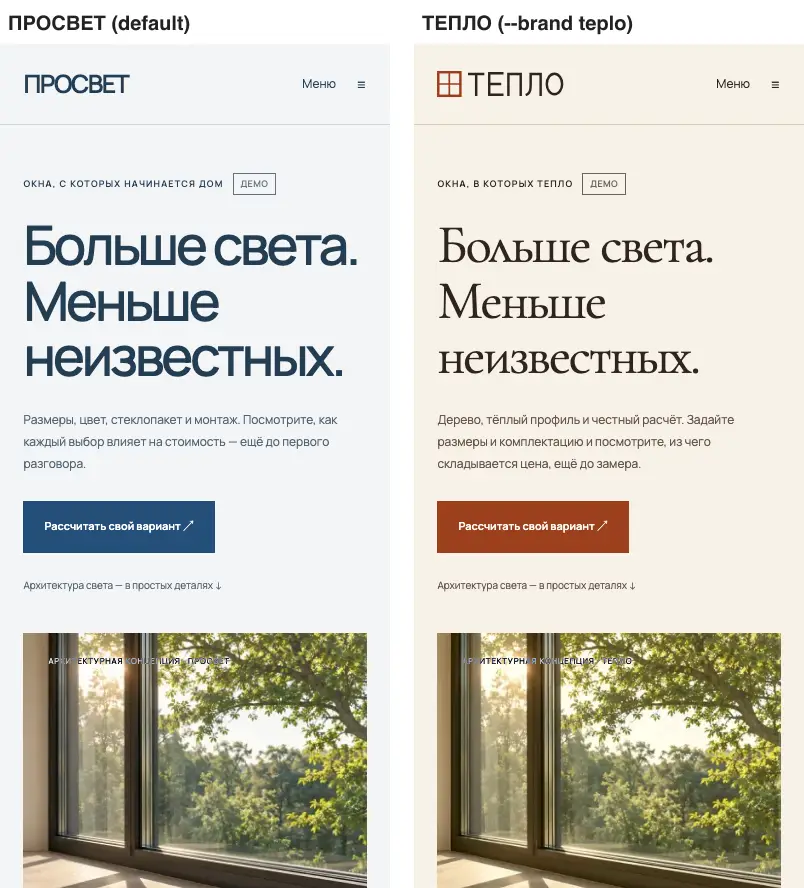 ПРОСВЕТ (default)
ПРОСВЕТ
Меню ≡
ОКНА, С КОТОРЫХ НАЧИНАЕТСЯ ДОМ ДЕМО
Больше света.
Меньше
неизвестных.
Размеры, цвет, стеклопакет и монтаж. Посмотрите, как
каждый выбор влияет на стоимость — ещё до первого
разговора.
Рассчитать свой вариант ↗
Архитектура света — в простых деталях ↓
АРХИТЕКТУРНАЯ КОНЦЕПЦИЯ · ПРОСВЕТ
ТЕПЛО (--brand teplo)
ТЕПЛО
Меню ≡
ОКНА, В КОТОРЫХ ТЕПЛО ДЕМО
Больше света.
Меньше
неизвестных.
Дерево, тёплый профиль и честный расчёт. Задайте
размеры и комплектацию и посмотрите, из чего
складывается цена, ещё до замера.
Рассчитать свой вариант ↗
Архитектура света — в простых деталях ↓
АРХИТЕКТУРНАЯ КОНЦЕПЦИЯ · ТЕПЛО